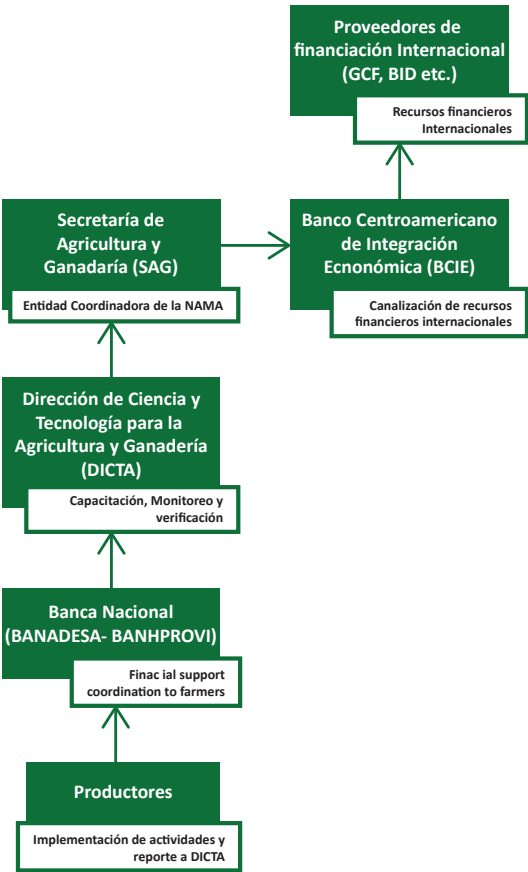 Proveedores de
financiación Internacional
(GCF, BID etc.)
Recursos financieros
Internacionales
Secretaría de
Agricultura y
Ganadaría (SAG)
Entidad Coordinadora de la NAMA
Banco Centroamericano
de Integración
Ecnonómica (BCIE)
Canalización de recursos
financieros internacionales
Dirección de Ciencia y
Tecnología para la
Agricultura y Ganadería
(DICTA)
Capacitación, Monitoreo y
verificación
Banca Nacional
(BANADESA- BANHPROVI)
Finac ial support
coordination to farmers
Productores
Implementación de actividades y
reporte a DICTA